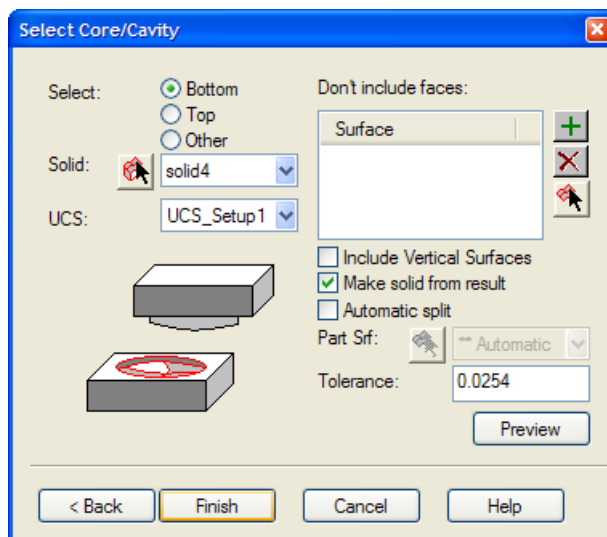 Select Core/Cavity
Select:
Bottom
Top
Other
Solid:
solid4
UCS:
UCS_Setup1
Don't include faces:
Surface
Include Vertical Surfaces
Make solid from result
Automatic split
Part Srf:
** Automatic
Tolerance:
0.0254
Preview
< Back
Finish
Cancel
Help